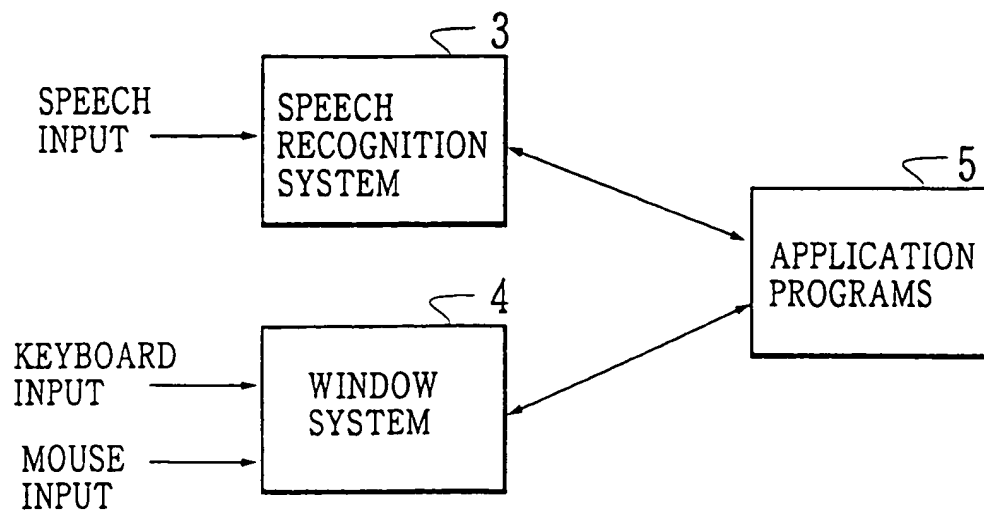 3
SPEECH
INPUT
SPEECH
RECOGNITION
SYSTEM
5
APPLICATION
PROGRAMS
4
KEYBOARD
INPUT
WINDOW
SYSTEM
MOUSE
INPUT